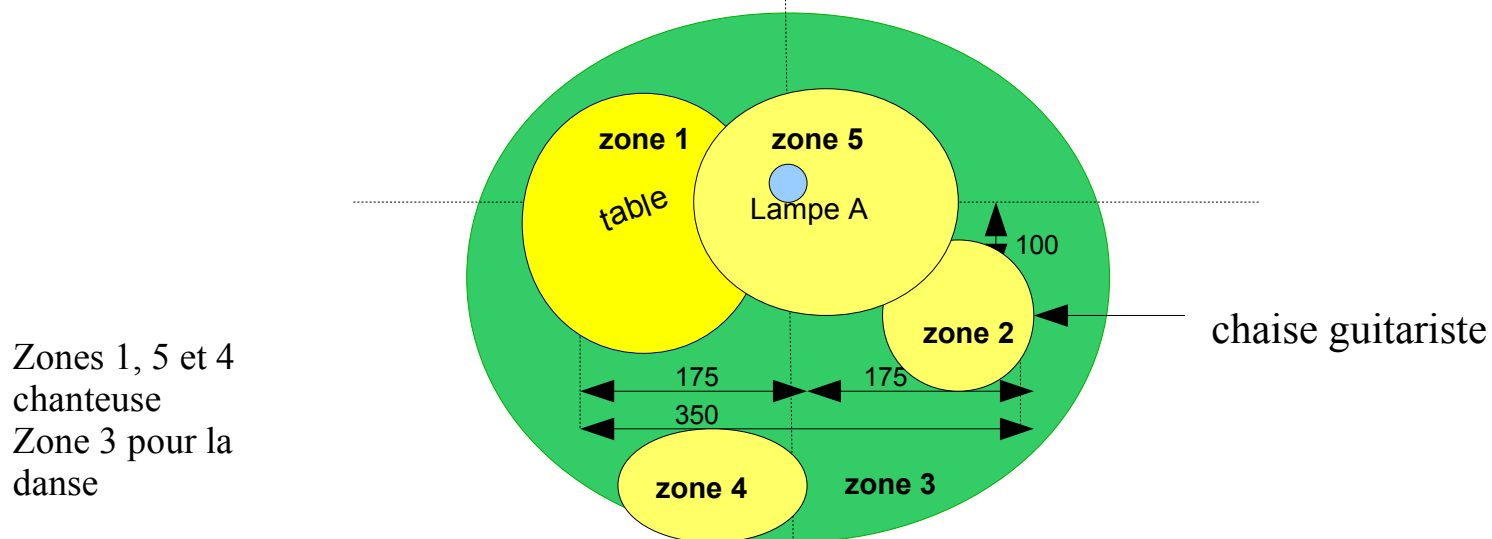 zone 1
zone 5
table
Lampe A
100
zone 2
chaise guitariste
Zones 1, 5 et 4
chanteuse
Zone 3 pour la
danse
175
175
350
zone 4
zone 3